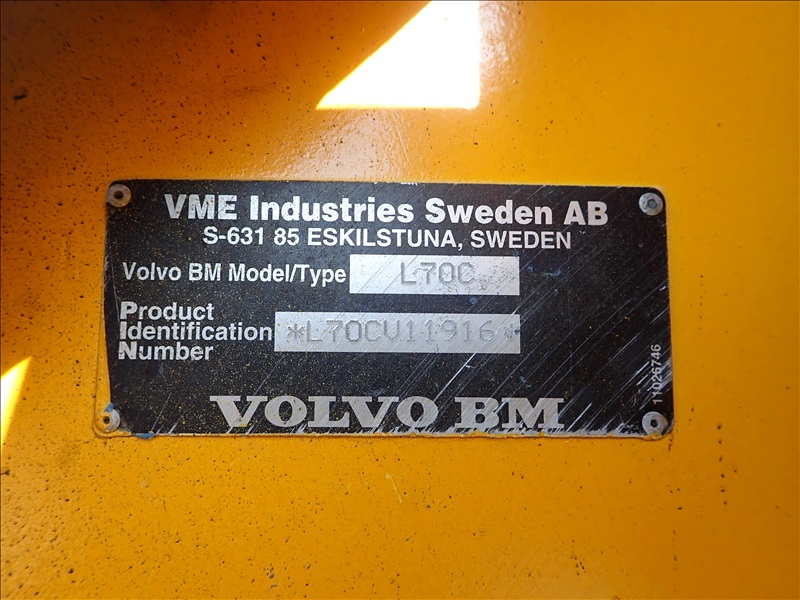 VME Industries Sweden AB
S-631 85 ESKILSTUNA, SWEDEN
Volvo BM Model/Type L70C
Product
Identification *L70CV11916*
Number
VOLVO BM
11026746